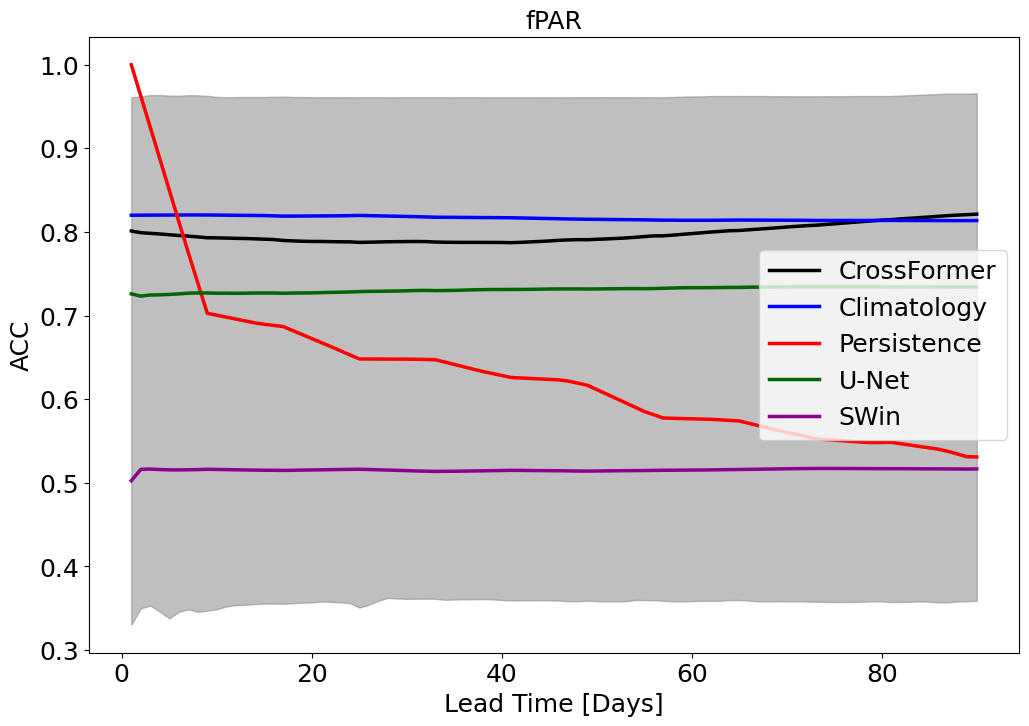 fPAR
1.0
0.9
0.8
0.7
0.6
0.5
0.4
0.3
ACC
CrossFormer
Climatology
Persistence
U-Net
SWin
0 20 40 60 80
Lead Time [Days]